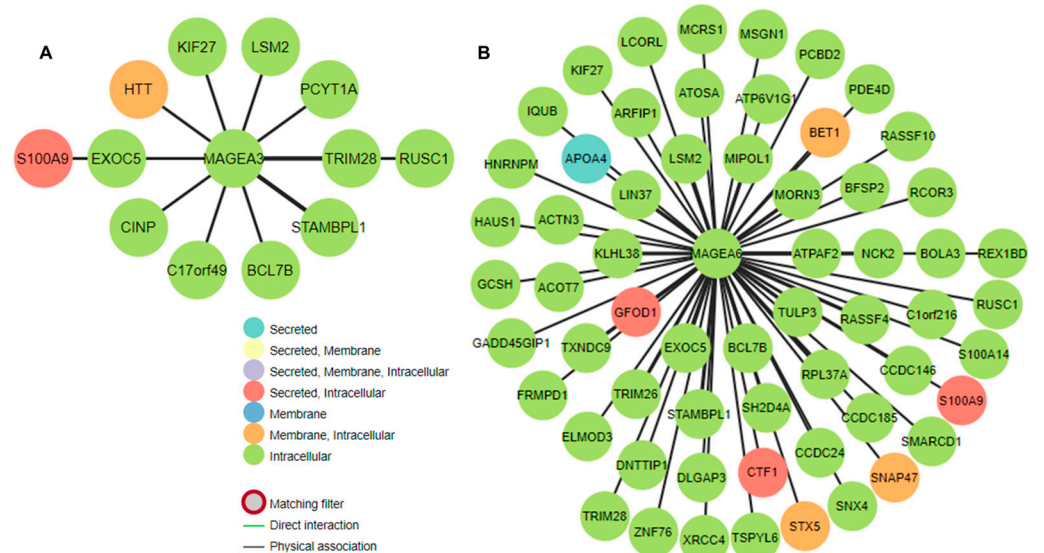 A
KIF27
LSM2
HTT
PCYT1A
S100A9
EXOC5
MAGEA3
TRIM28
RUSC1
CINP
STAMBPL1
C17orf49
BCL7B
Secreted
Secreted, Membrane
Secreted, Membrane, Intracellular
Secreted, Intracellular
Membrane
Membrane, Intracellular
Intracellular
Matching filter
Direct interaction
Physical association
B
MCRS1
MSGN1
LCORL
PCBD2
KIF27
ATOSA
ATP6V1G1
PDE4D
IQUB
ARFIP1
BET1
RASSF10
HNRNPM
APOA4
LSM2
MIPOL1
LIN37
MORN3
BFSP2
RCOR3
HAUS1
ACTN3
KLHL38
MAGEA6
ATPAF2
NCK2
BOLA3
REX1BD
GCSH
ACOT7
GFOD1
TULP3
RASSF4
C1orf216
RUSC1
GADD45GIP1
TXNDC9
EXOC5
BCL7B
RPL37A
CCDC146
S100A14
FRMPD1
TRIM26
STAMBPL1
SH2D4A
CCDC185
S100A9
ELMOD3
SMARCD1
DNTTIP1
DLGAP3
CTF1
CCDC24
SNAP47
TRIM28
ZNF76
XRCC4
TSPYL6
STX5
SNX4